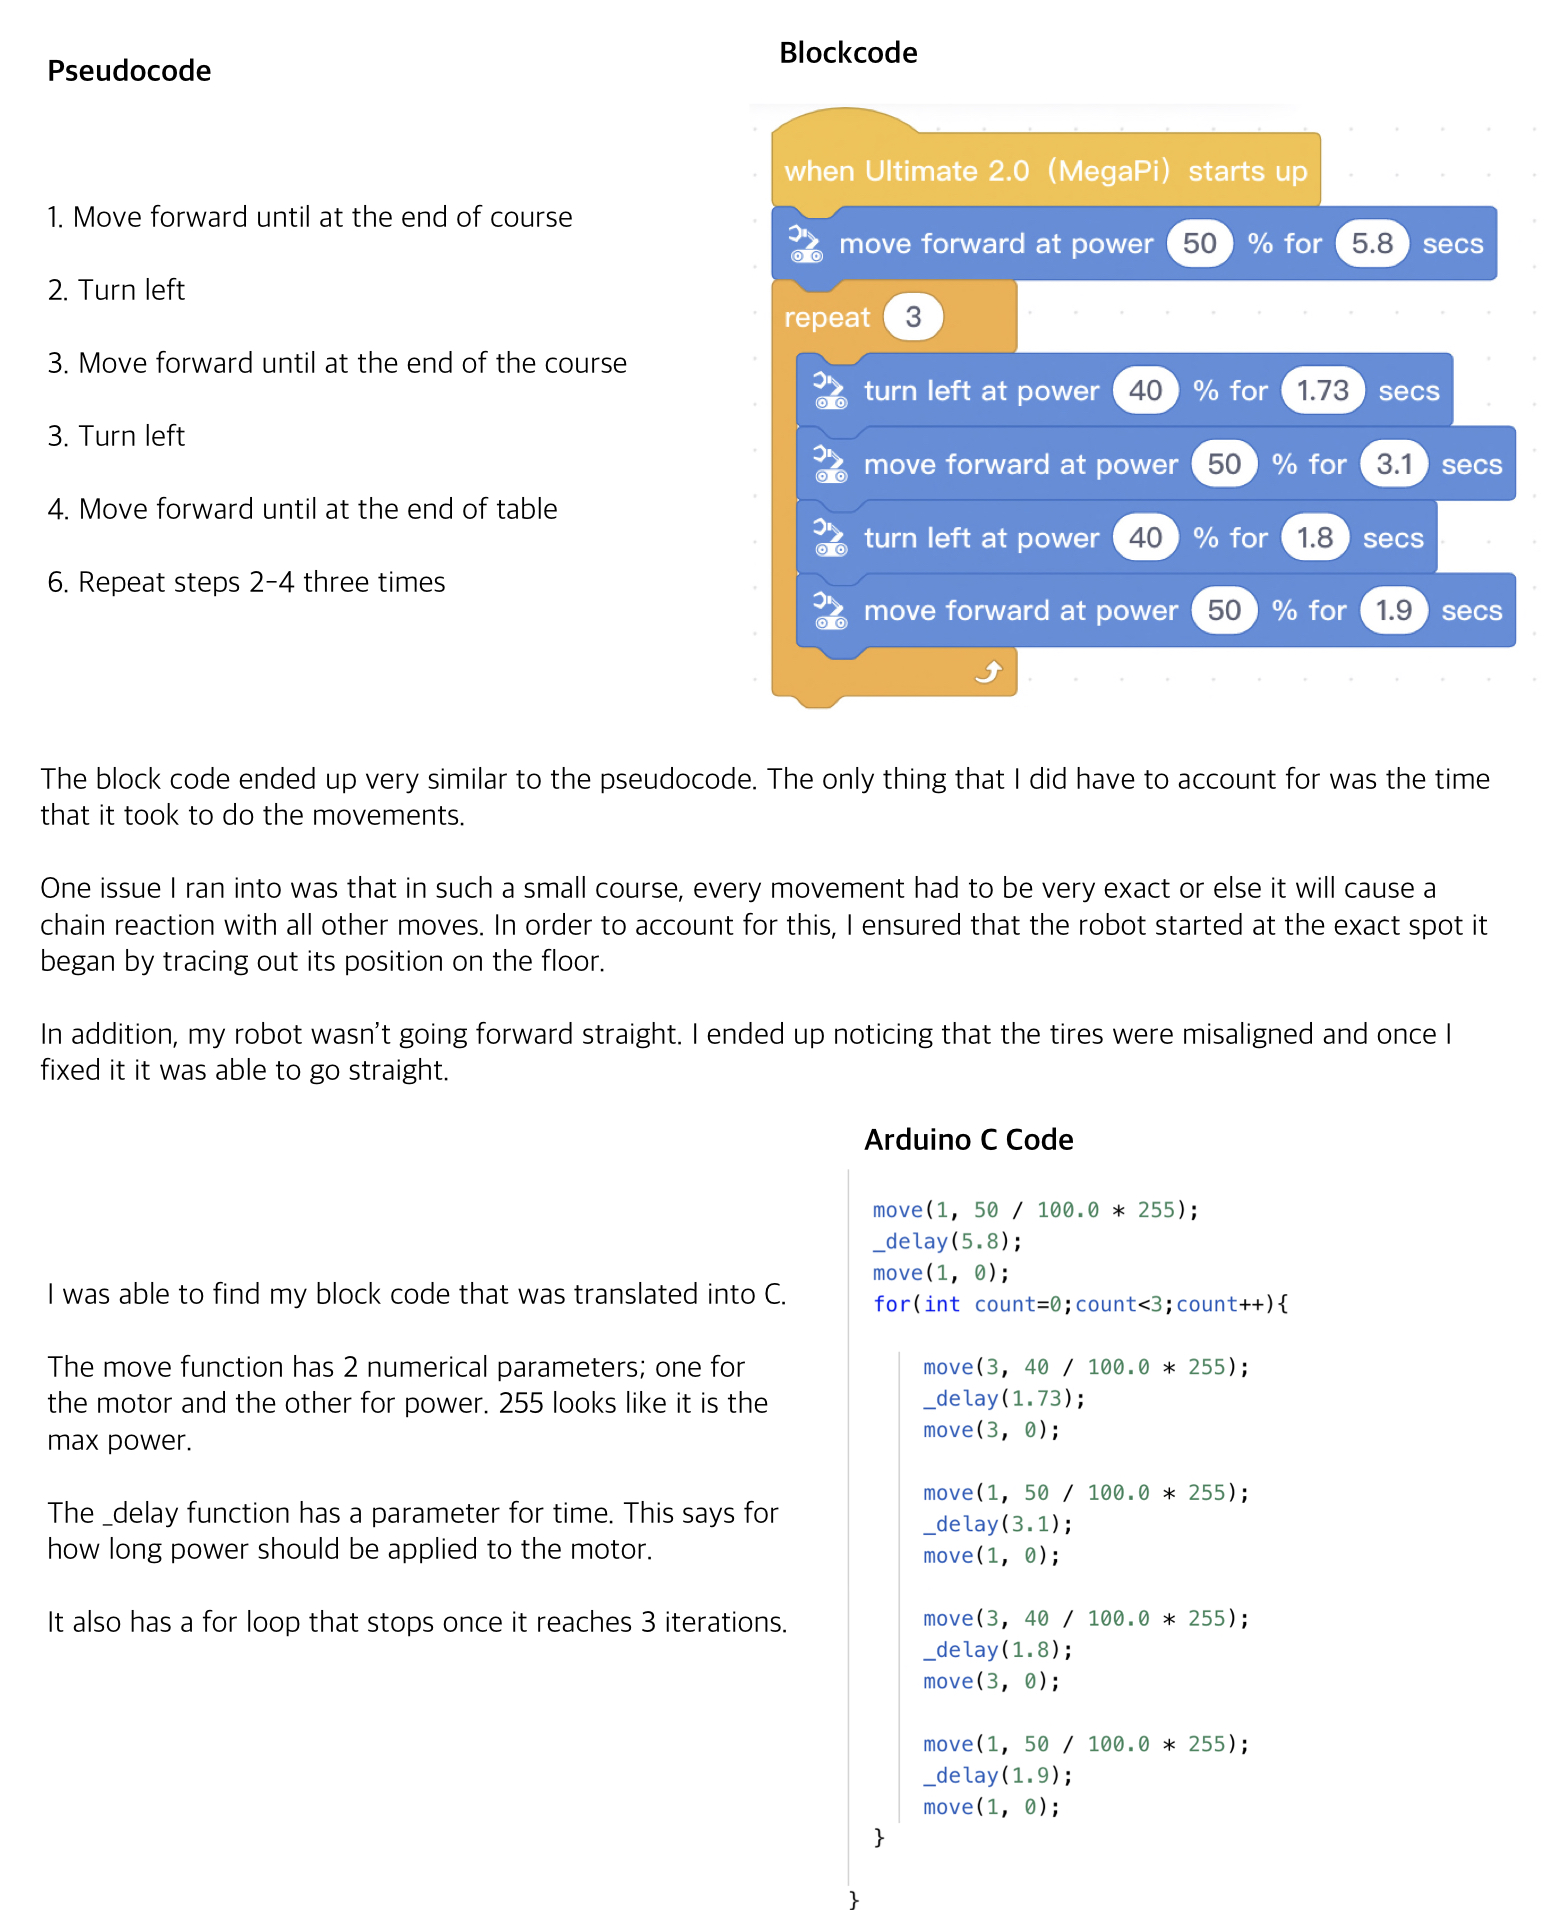 Pseudocode
1. Move forward until at the end of course
2. Turn left
3. Move forward until at the end of the course
3. Turn left
4. Move forward until at the end of table
6. Repeat steps 2-4 three times
Blockcode
when Ultimate 2.0 (MegaPi) starts up
move forward at power 50 % for 5.8 secs
repeat 3
turn left at power 40 % for 1.73 secs
move forward at power 50 % for 3.1 secs
turn left at power 40 % for 1.8 secs
move forward at power 50 % for 1.9 secs
The block code ended up very similar to the pseudocode. The only thing that I did have to account for was the time
that it took to do the movements.
One issue I ran into was that in such a small course, every movement had to be very exact or else it will cause a
chain reaction with all other moves. In order to account for this, I ensured that the robot started at the exact spot it
began by tracing out its position on the floor.
In addition, my robot wasn't going forward straight. I ended up noticing that the tires were misaligned and once I
fixed it it was able to go straight.
I was able to find my block code that was translated into C.
The move function has 2 numerical parameters; one for
the motor and the other for power. 255 looks like it is the
max power.
The _delay function has a parameter for time. This says for
how long power should be applied to the motor.
It also has a for loop that stops once it reaches 3 iterations.
Arduino C Code
move(1, 50 / 100.0 * 255);
_delay(5.8);
move(1, 0);
for(int count=0;count<3;count++){
move(3, 40 / 100.0 * 255);
_delay(1.73);
move(3, 0);
move(1, 50 / 100.0 * 255);
_delay(3.1);
move(1, 0);
move(3, 40 / 100.0 * 255);
_delay(1.8);
move(3, 0);
move(1, 50 / 100.0 * 255);
_delay(1.9);
move(1, 0);
}
}